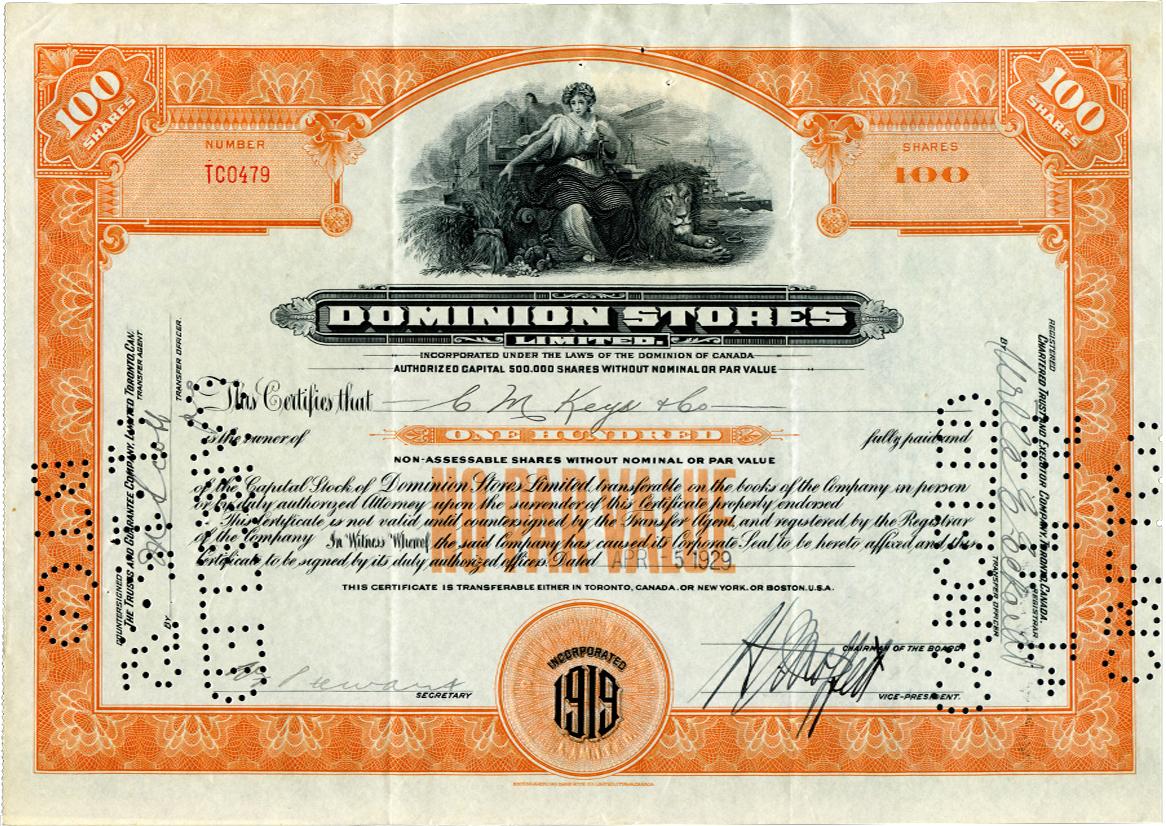 100 SHARES
100 SHARES
NUMBER
TC0479
SHARES
100
DOMINION STORES
LIMITED.
INCORPORATED UNDER THE LAWS OF THE DOMINION OF CANADA
AUTHORIZED CAPITAL 500.000 SHARES WITHOUT NOMINAL OR PAR VALUE
This Certifies that C M Keys & Co
is the owner of ONE HUNDRED fully paid and
NON-ASSESSABLE SHARES WITHOUT NOMINAL OR PAR VALUE
NO PAR VALUE
of the Capital Stock of Dominion Stores Limited, transferable on the books of the Company in person
or by duly authorized Attorney upon the surrender of this Certificate properly endorsed
This certificate is not valid until countersigned by the Transfer Agent, and registered by the Registrar
of the Company In Witness Whereof the said Company has caused its Corporate Seal to be hereto affixed and this
Certificate to be signed by its duly authorized officers. Dated APR 15 1929
THIS CERTIFICATE IS TRANSFERABLE EITHER IN TORONTO, CANADA, OR NEW YORK, OR BOSTON, U.S.A.
CHAIRMAN OF THE BOARD
SECRETARY
VICE-PRESIDENT.
INCORPORATED
1919
COUNTERSIGNED
THE TRUSTS AND GUARANTEE COMPANY, LIMITED TORONTO, CAN.
TRANSFER AGENT
BY Scott
TRANSFER OFFICER.
REGISTERED
CHARTERED TRUST AND EXECUTOR COMPANY, TORONTO, CANADA.
REGISTRAR
BY
TRANSFER OFFICER